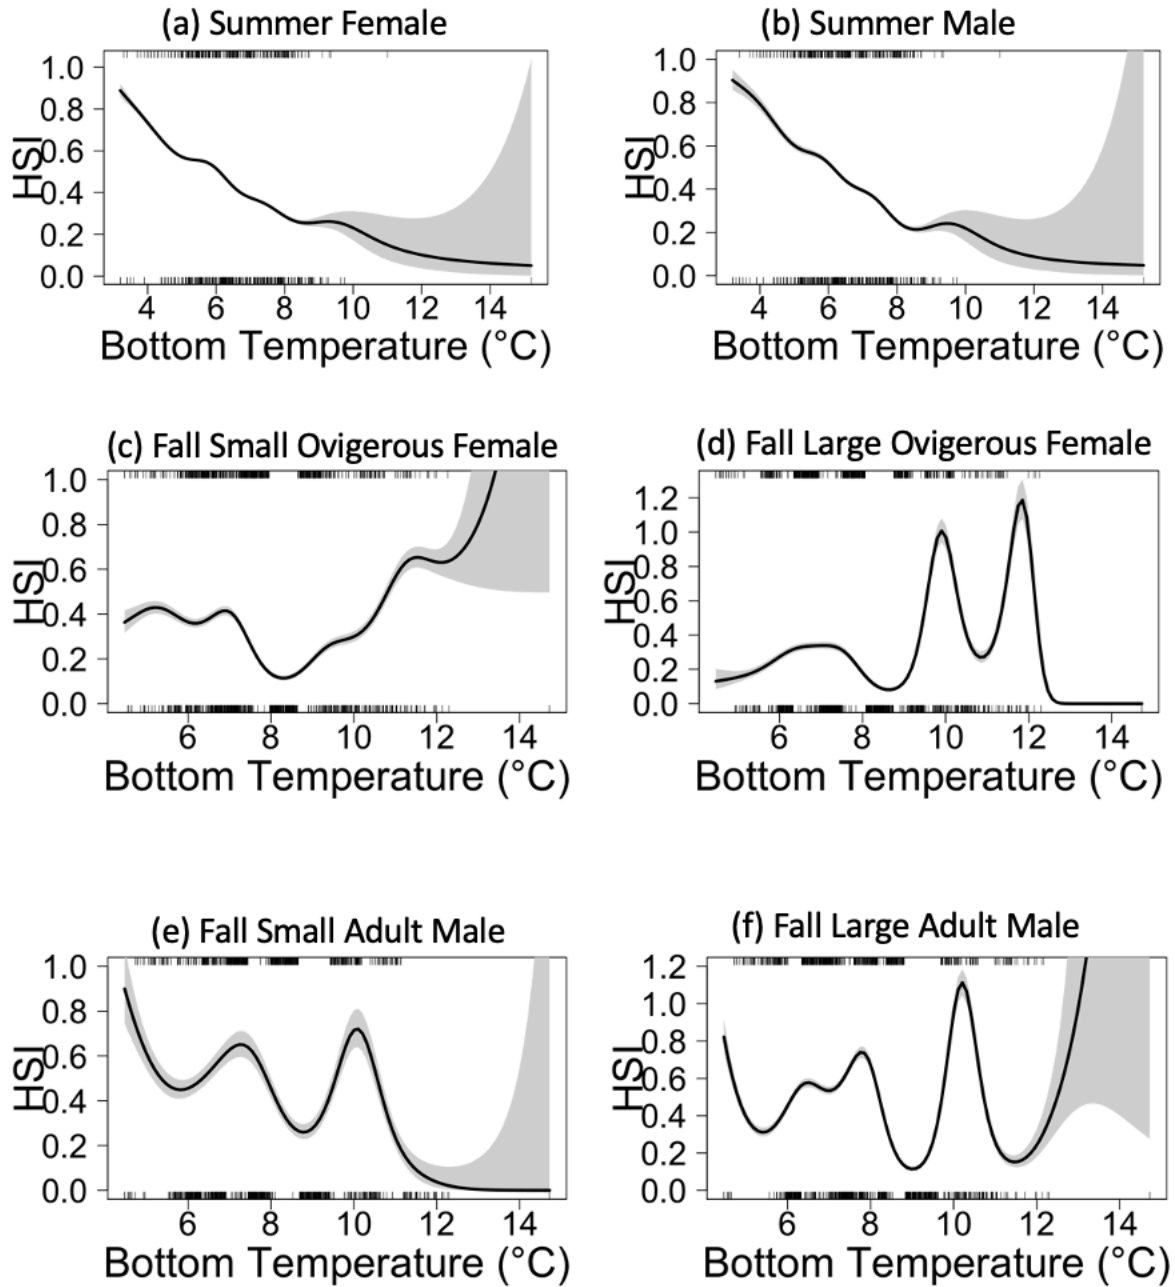 (a) Summer Female
(b) Summer Male
HSI
1.0
0.8
0.6
0.4
0.2
0.0
4 6 8 10 12 14
Bottom Temperature (°C)
HSI
1.0
0.8
0.6
0.4
0.2
0.0
4 6 8 10 12 14
Bottom Temperature (°C)
(c) Fall Small Ovigerous Female
(d) Fall Large Ovigerous Female
HSI
1.0
0.8
0.6
0.4
0.2
0.0
6 8 10 12 14
Bottom Temperature (°C)
HSI
1.2
1.0
0.8
0.6
0.4
0.2
0.0
6 8 10 12 14
Bottom Temperature (°C)
(e) Fall Small Adult Male
(f) Fall Large Adult Male
HSI
1.0
0.8
0.6
0.4
0.2
0.0
6 8 10 12 14
Bottom Temperature (°C)
HSI
1.2
1.0
0.8
0.6
0.4
0.2
0.0
6 8 10 12 14
Bottom Temperature (°C)